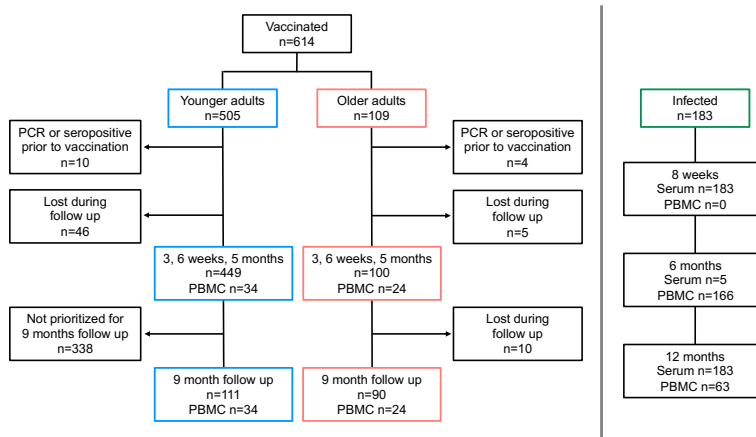 Vaccinated
n=614
Younger adults
n=505
Older adults
n=109
PCR or seropositive
prior to vaccination
n=10
PCR or seropositive
prior to vaccination
n=4
Lost during
follow up
n=46
Lost during
follow up
n=5
3, 6 weeks, 5 months
n=449
PBMC n=34
3, 6 weeks, 5 months
n=100
PBMC n=24
Not prioritized for
9 months follow up
n=338
Lost during
follow up
n=10
9 month follow up
n=111
PBMC n=34
9 month follow up
n=90
PBMC n=24
Infected
n=183
8 weeks
Serum n=183
PBMC n=0
6 months
Serum n=5
PBMC n=166
12 months
Serum n=183
PBMC n=63